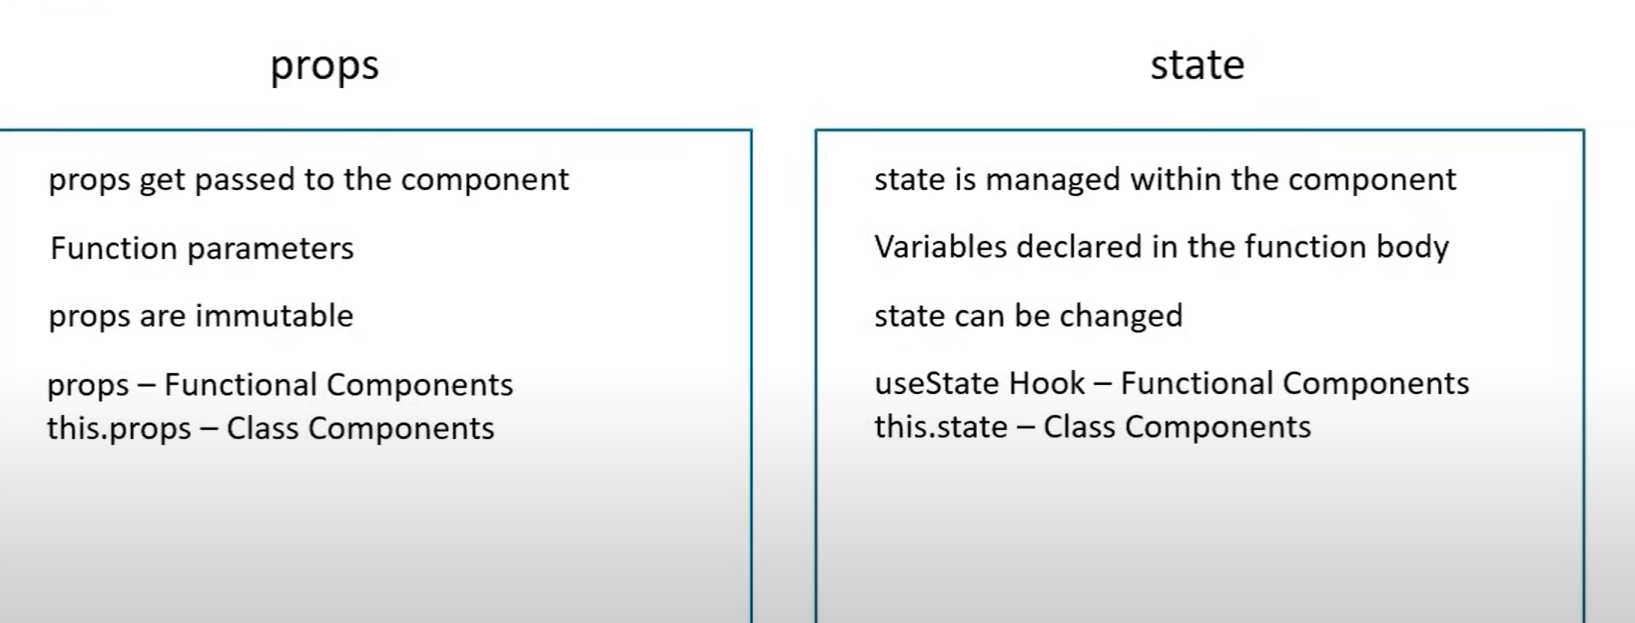 props
props get passed to the component
Function parameters
props are immutable
props – Functional Components
this.props – Class Components
state
state is managed within the component
Variables declared in the function body
state can be changed
useState Hook – Functional Components
this.state – Class Components